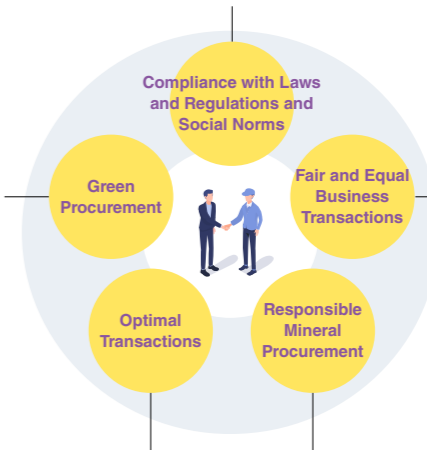 Compliance with Laws
and Regulations and
Social Norms
Green
Procurement
Fair and Equal
Business
Transactions
Optimal
Transactions
Responsible
Mineral
Procurement